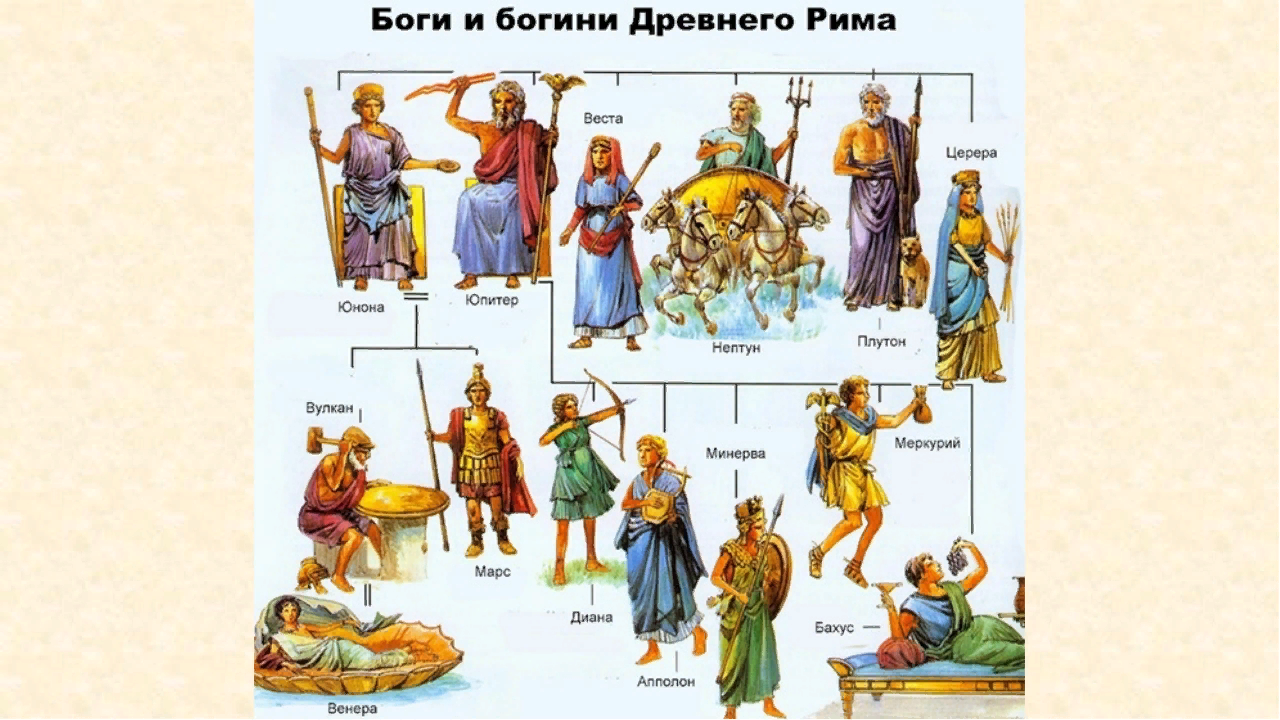 Боги и богини Древнего Рима
Веста
Церера
Юнона
Юпитер
Нептун
Плутон
Вулкан
Минерва
Меркурий
Марс
Диана
Бахус
Апполон
Венера